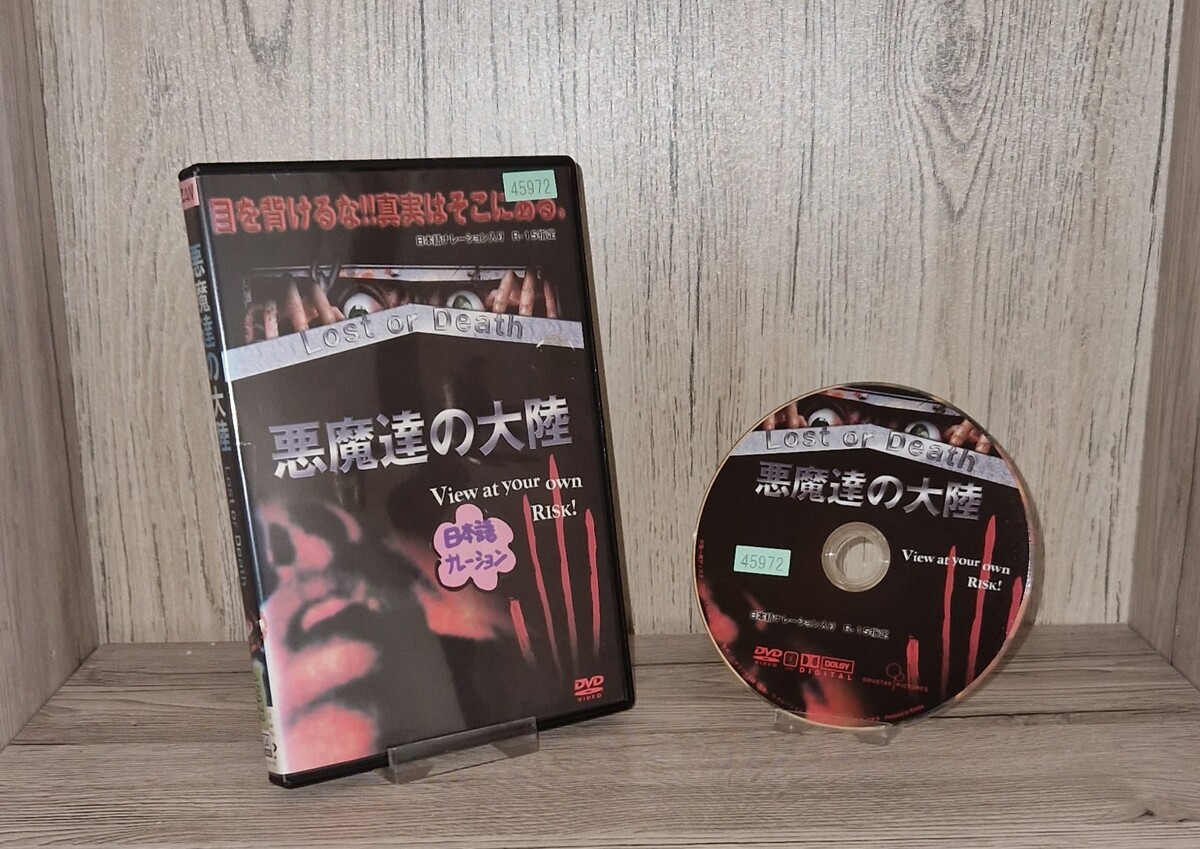 45972
目を背けるな!!真実はそこにある.
日本語ナレーション入り R-15指定
Lost or Death
悪魔達の大陸
View at your own
RISK!
日本語
ナレーション
DVD
VIDEO
悪魔達の大陸
Lost or Death
Lost or Death
悪魔達の大陸
45972
View at your own
RISK!
日本語ナレーション入り R-15指定
DVD
VIDEO
DOLBY
DIGITAL